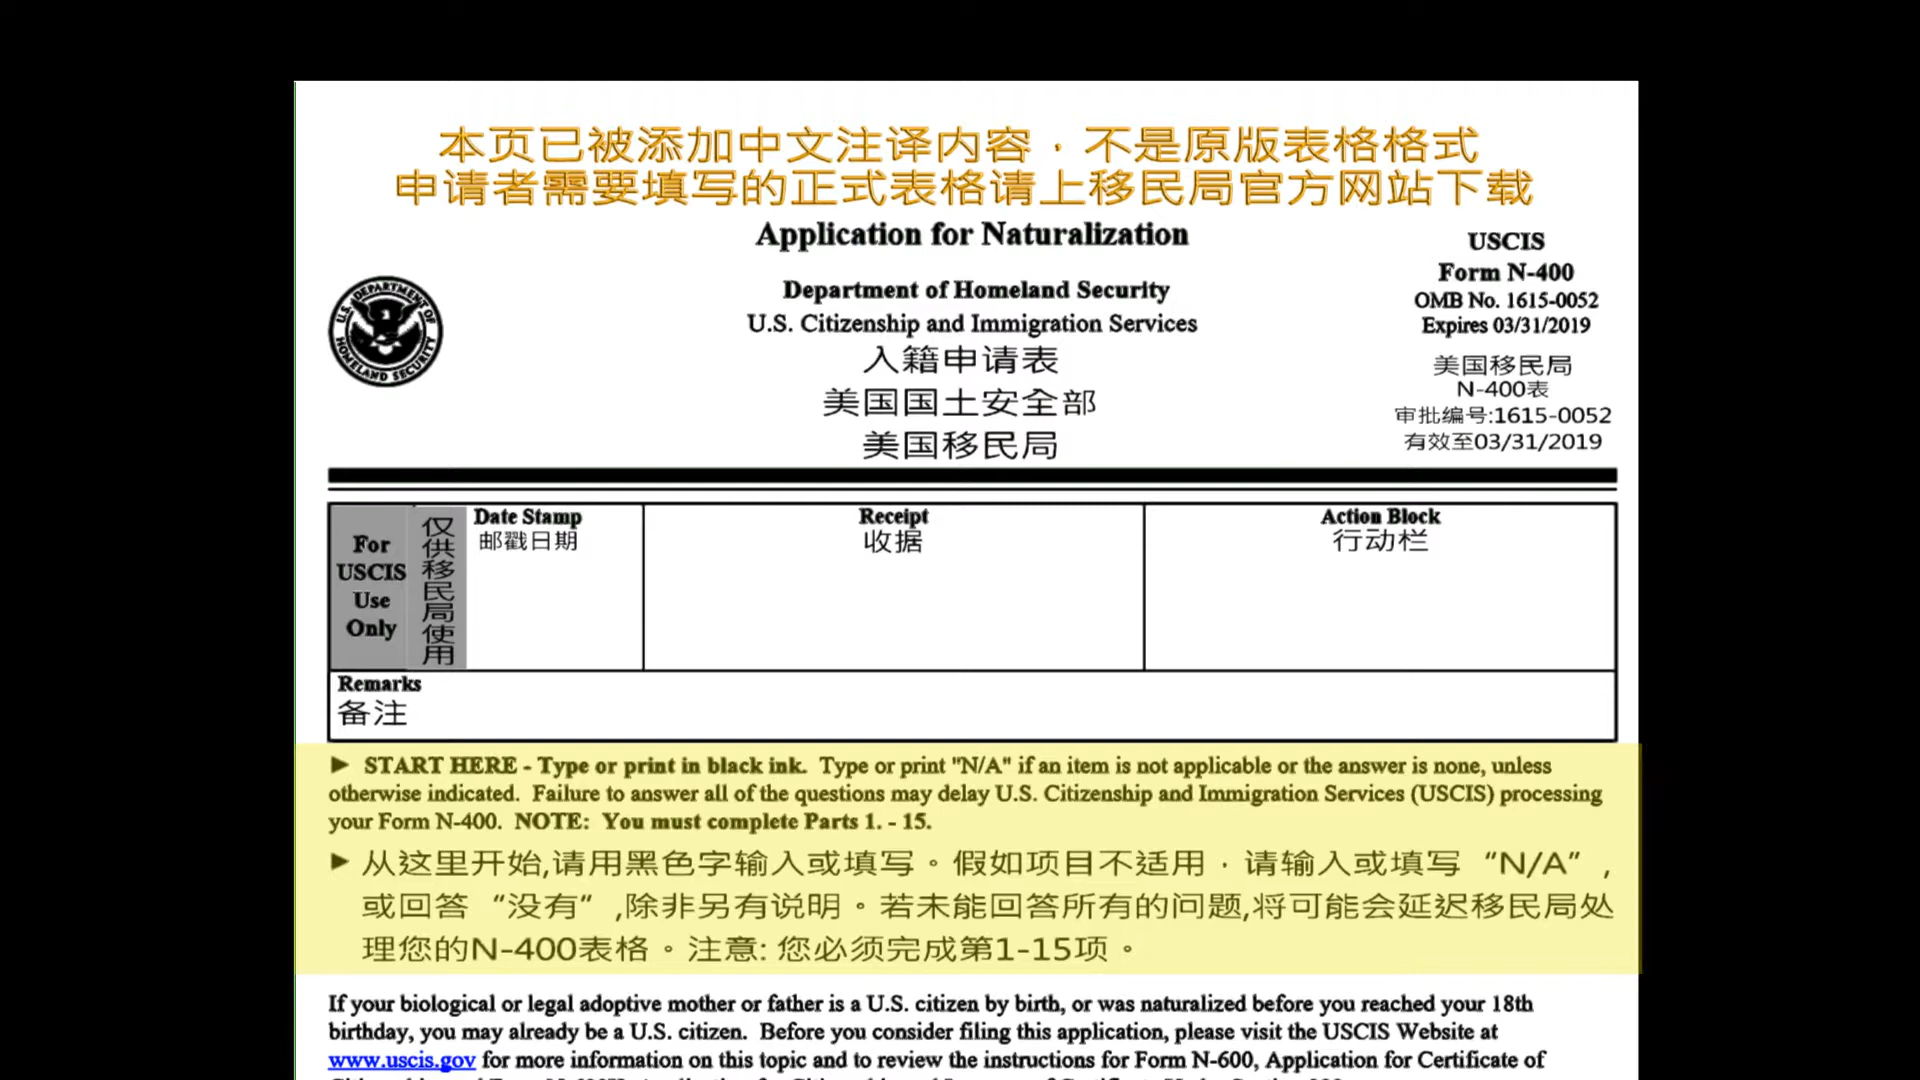 本页已被添加中文注译内容，不是原版表格格式
申请者需要填写的正式表格请上移民局官方网站下载
Application for Naturalization
Department of Homeland Security
U.S. Citizenship and Immigration Services
入籍申请表
美国国土安全部
美国移民局
U.S. DEPARTMENT OF HOMELAND SECURITY
USCIS
Form N-400
OMB No. 1615-0052
Expires 03/31/2019
美国移民局
N-400表
审批编号:1615-0052
有效至03/31/2019
For
USCIS
Use
Only
仅供移民局使用
Date Stamp
邮戳日期
Receipt
收据
Action Block
行动栏
Remarks
备注
► START HERE - Type or print in black ink. Type or print "N/A" if an item is not applicable or the answer is none, unless
otherwise indicated. Failure to answer all of the questions may delay U.S. Citizenship and Immigration Services (USCIS) processing
your Form N-400. NOTE: You must complete Parts 1. - 15.
► 从这里开始,请用黑色字输入或填写。假如项目不适用，请输入或填写 “N/A”,
或回答 “没有” ,除非另有说明。若未能回答所有的问题,将可能会延迟移民局处
理您的N-400表格。注意: 您必须完成第1-15项。
If your biological or legal adoptive mother or father is a U.S. citizen by birth, or was naturalized before you reached your 18th
birthday, you may already be a U.S. citizen. Before you consider filing this application, please visit the USCIS Website at
www.uscis.gov for more information on this topic and to review the instructions for Form N-600, Application for Certificate of